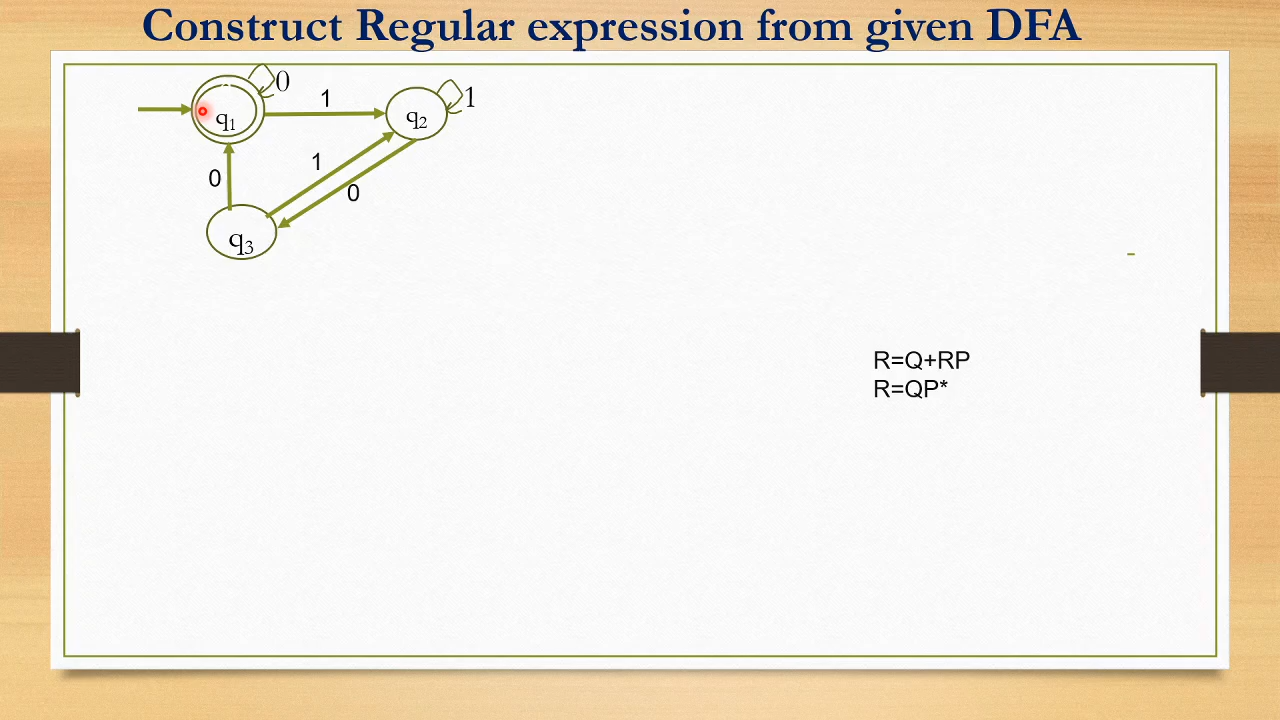 Construct Regular expression from given DFA
0
1
1
q1
q2
1
0
0
q3
R=Q+RP
R=QP*